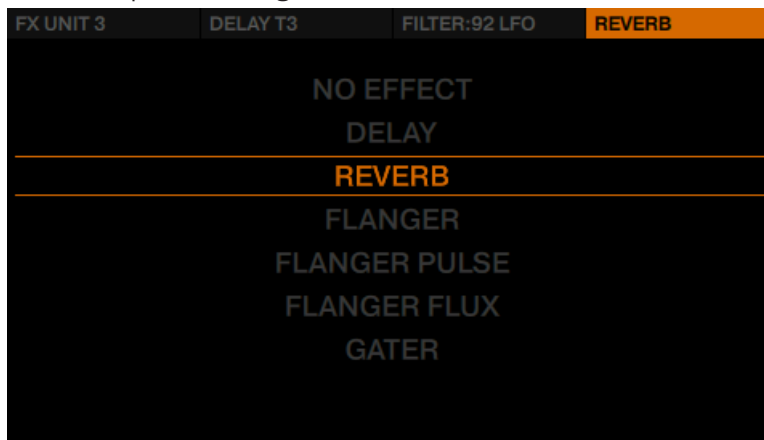 FX UNIT 3 DELAY T3 FILTER:92 LFO REVERB
NO EFFECT
DELAY
REVERB
FLANGER
FLANGER PULSE
FLANGER FLUX
GATER